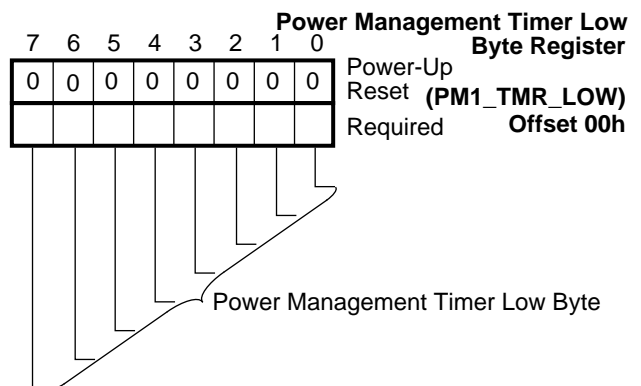 Power Management Timer Low
Byte Register
(PM1_TMR_LOW)
Offset 00h
7 6 5 4 3 2 1 0
0 0 0 0 0 0 0 0
Power-Up
Reset
Required
Power Management Timer Low Byte